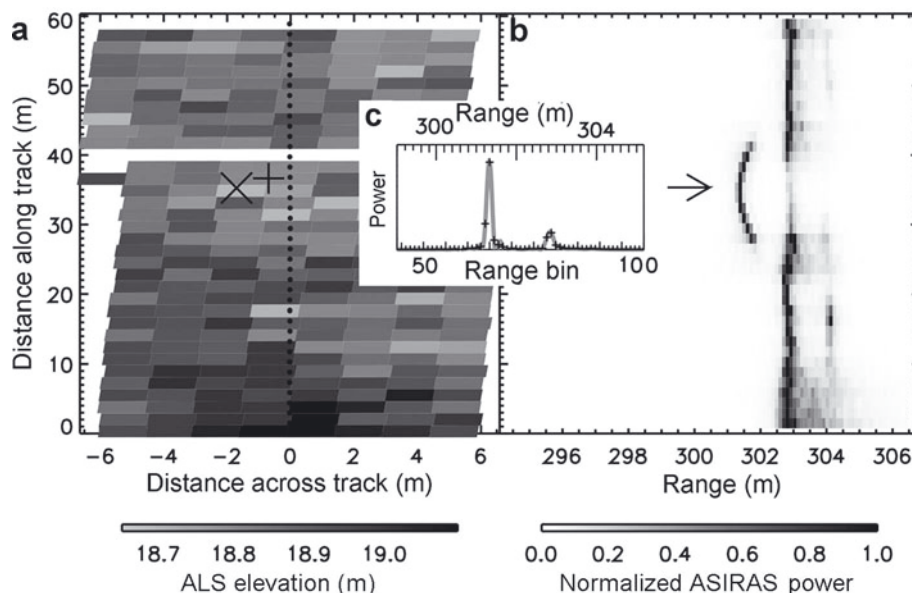 a
b
c
60
50
40
30
20
10
0
Distance along track (m)
−6 −4 −2 0 2 4 6
Distance across track (m)
Range (m)
300 304
Power
50 100
Range bin
296 298 300 302 304 306
Range (m)
18.7 18.8 18.9 19.0
ALS elevation (m)
0.0 0.2 0.4 0.6 0.8 1.0
Normalized ASIRAS power